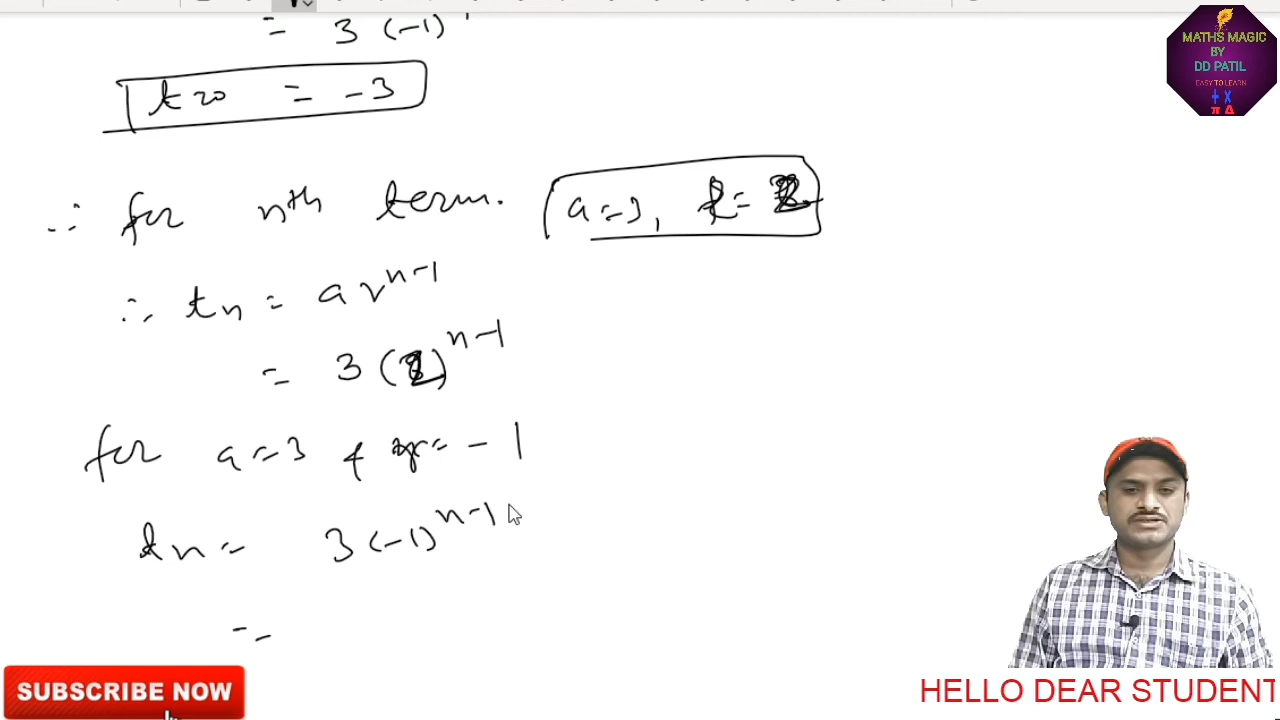 = 3 (-1)
t20 = -3
∴ for nth term. a=3, r=
∴ tn = ar^n-1
= 3 ( )^n-1
for a=3 & r= -1
tn= 3 (-1)^n-1
=
MATHS MAGIC
BY
DD PATIL
EASY TO LEARN
+ X
π Δ
SUBSCRIBE NOW
HELLO DEAR STUDENT